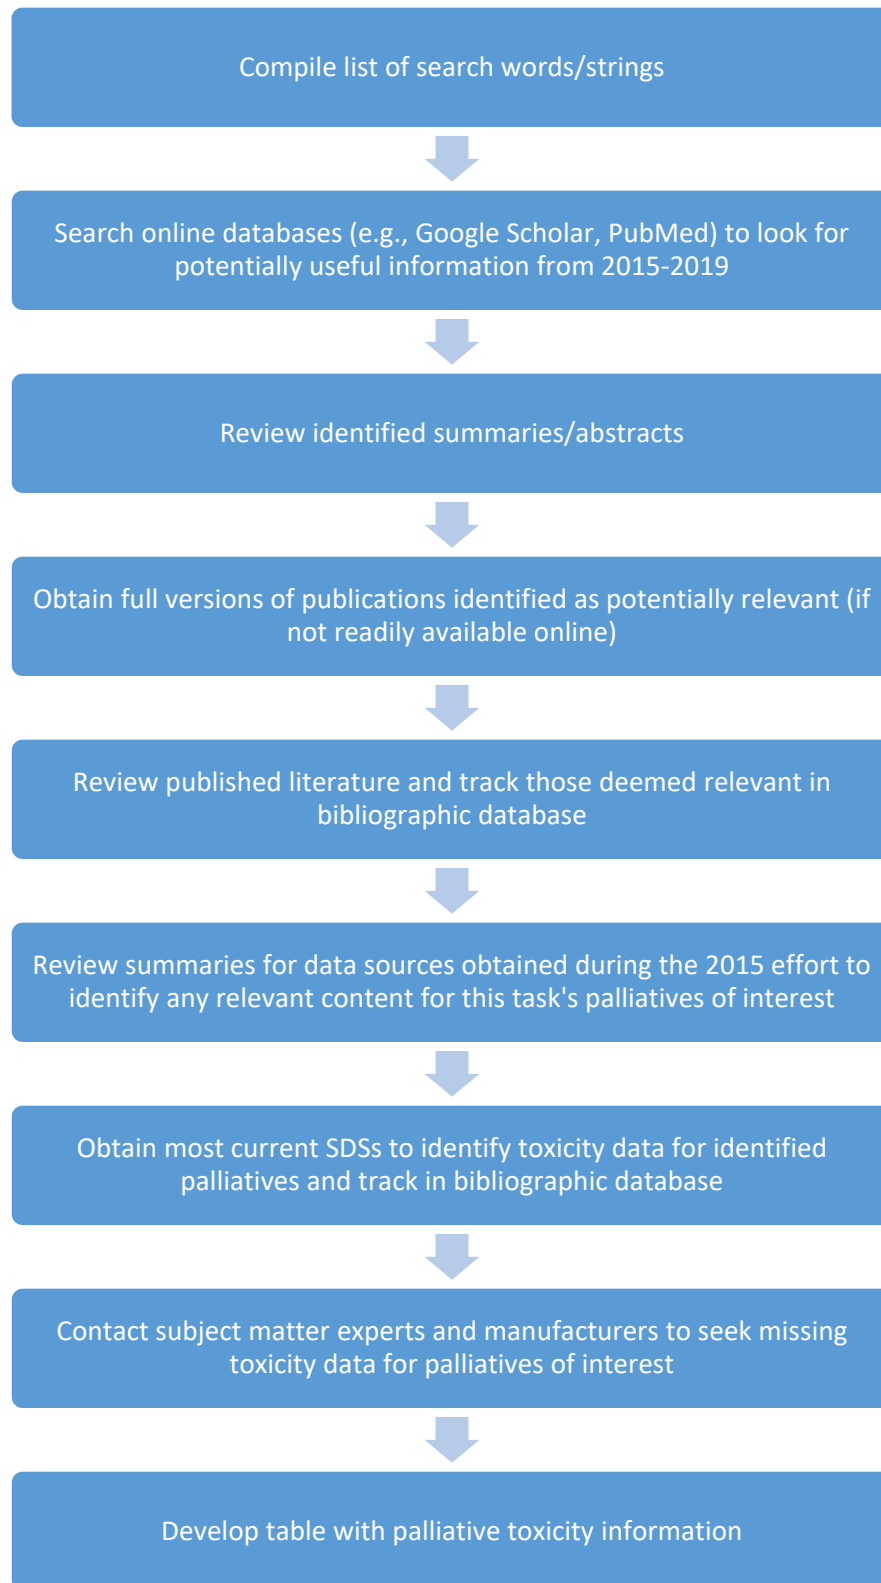 Compile list of search words/strings
Search online databases (e.g., Google Scholar, PubMed) to look for
potentially useful information from 2015-2019
Review identified summaries/abstracts
Obtain full versions of publications identified as potentially relevant (if
not readily available online)
Review published literature and track those deemed relevant in
bibliographic database
Review summaries for data sources obtained during the 2015 effort to
identify any relevant content for this task's palliatives of interest
Obtain most current SDSs to identify toxicity data for identified
palliatives and track in bibliographic database
Contact subject matter experts and manufacturers to seek missing
toxicity data for palliatives of interest
Develop table with palliative toxicity information